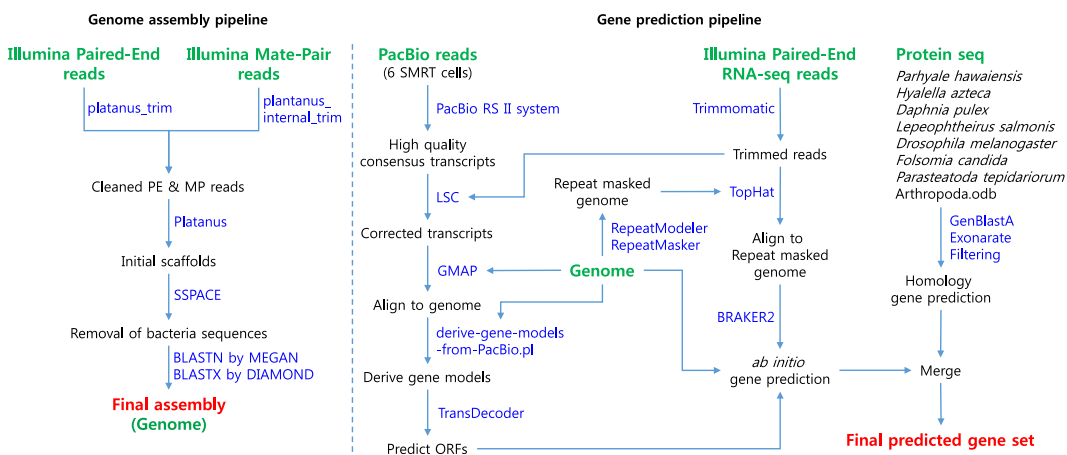 Genome assembly pipeline
Illumina Paired-End
reads
Illumina Mate-Pair
reads
platanus_trim
plantanus_
internal_trim
Cleaned PE & MP reads
Platanus
Initial scaffolds
SSPACE
Removal of bacteria sequences
BLASTN by MEGAN
BLASTX by DIAMOND
Final assembly
(Genome)
Gene prediction pipeline
PacBio reads
(6 SMRT cells)
PacBio RS II system
High quality
consensus transcripts
LSC
Corrected transcripts
GMAP
Align to genome
derive-gene-models
-from-PacBio.pl
Derive gene models
TransDecoder
Predict ORFs
Repeat masked
genome
RepeatModeler
RepeatMasker
Genome
Illumina Paired-End
RNA-seq reads
Trimmomatic
Trimmed reads
TopHat
Align to
Repeat masked
genome
BRAKER2
ab initio
gene prediction
Protein seq
Parhyale hawaiensis
Hyalella azteca
Daphnia pulex
Lepeophtheirus salmonis
Drosophila melanogaster
Folsomia candida
Parasteatoda tepidariorum
Arthropoda.odb
GenBlastA
Exonarate
Filtering
Homology
gene prediction
Merge
Final predicted gene set